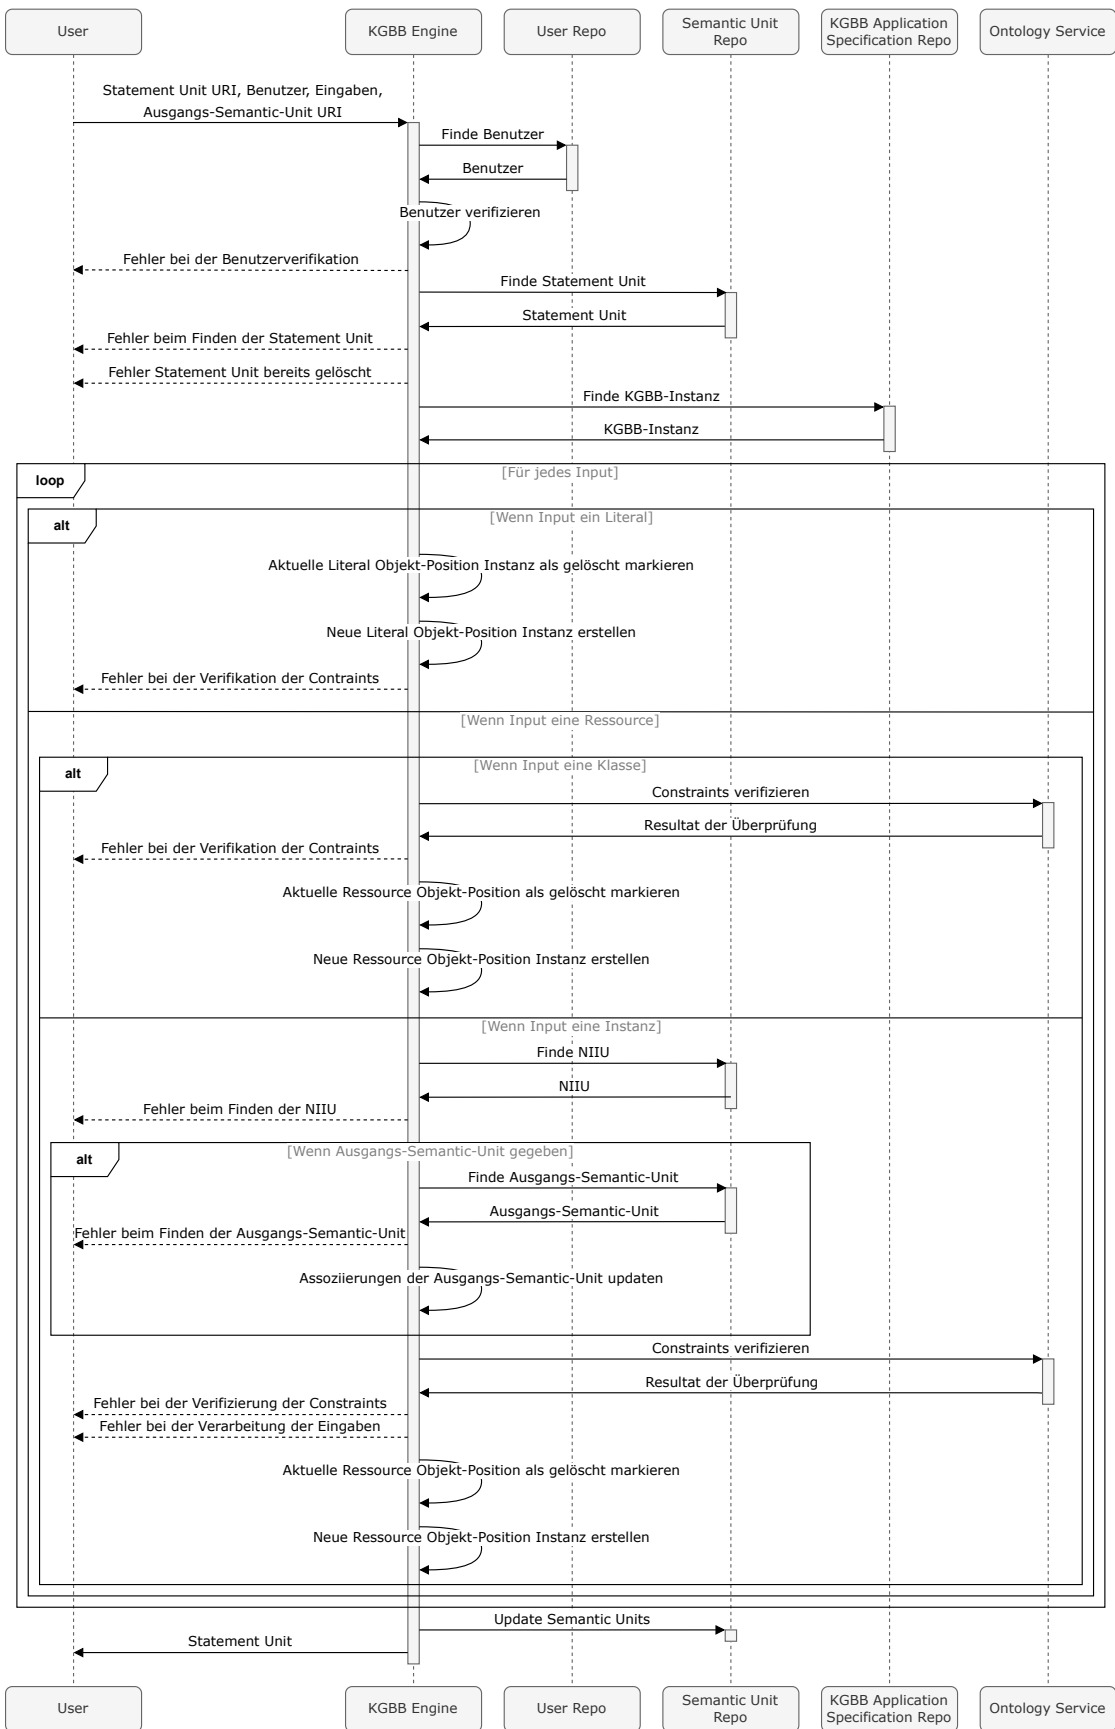 User
KGBB Engine
User Repo
Semantic Unit
Repo
KGBB Application
Specification Repo
Ontology Service
Statement Unit URI, Benutzer, Eingaben,
Ausgangs-Semantic-Unit URI
Finde Benutzer
Benutzer
Benutzer verifizieren
Fehler bei der Benutzerverifikation
Finde Statement Unit
Statement Unit
Fehler beim Finden der Statement Unit
Fehler Statement Unit bereits gelöscht
Finde KGBB-Instanz
KGBB-Instanz
loop
[Für jedes Input]
alt
[Wenn Input ein Literal]
Aktuelle Literal Objekt-Position Instanz als gelöscht markieren
Neue Literal Objekt-Position Instanz erstellen
Fehler bei der Verifikation der Contraints
[Wenn Input eine Ressource]
alt
[Wenn Input eine Klasse]
Constraints verifizieren
Resultat der Überprüfung
Fehler bei der Verifikation der Contraints
Aktuelle Ressource Objekt-Position als gelöscht markieren
Neue Ressource Objekt-Position Instanz erstellen
[Wenn Input eine Instanz]
Finde NIIU
NIIU
Fehler beim Finden der NIIU
alt
[Wenn Ausgangs-Semantic-Unit gegeben]
Finde Ausgangs-Semantic-Unit
Ausgangs-Semantic-Unit
Fehler beim Finden der Ausgangs-Semantic-Unit
Assoziierungen der Ausgangs-Semantic-Unit updaten
Constraints verifizieren
Resultat der Überprüfung
Fehler bei der Verifizierung der Constraints
Fehler bei der Verarbeitung der Eingaben
Aktuelle Ressource Objekt-Position als gelöscht markieren
Neue Ressource Objekt-Position Instanz erstellen
Update Semantic Units
Statement Unit
User
KGBB Engine
User Repo
Semantic Unit
Repo
KGBB Application
Specification Repo
Ontology Service